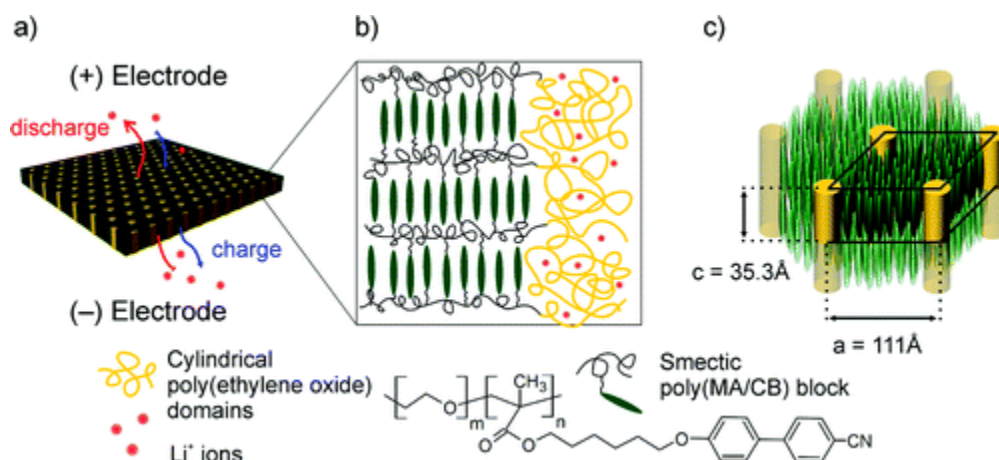 a)
(+) Electrode
discharge
charge
(−) Electrode
Cylindrical
poly(ethylene oxide)
domains
Li⁺ ions
b)
Smectic
poly(MA/CB) block
O
m
CH₃
n
O
O
O
CN
c)
c = 35.3Å
a = 111Å